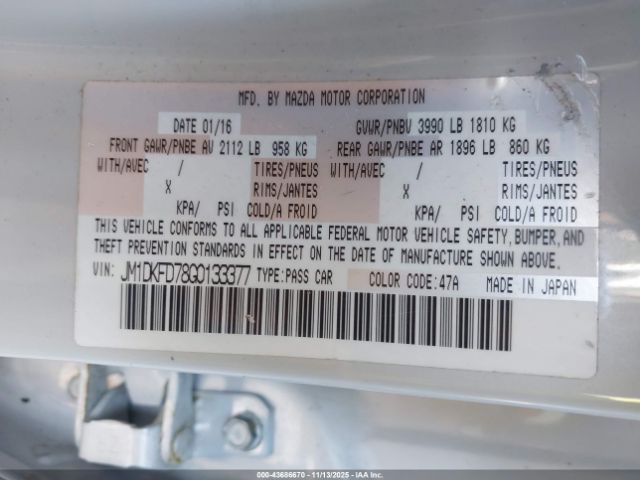 MFD. BY MAZDA MOTOR CORPORATION
DATE 01/16 GVWR/PNBV 3990 LB 1810 KG
FRONT GAWR/PNBE AV 2112 LB 958 KG REAR GAWR/PNBE AR 1896 LB 860 KG
WITH/AVEC / TIRES/PNEUS WITH/AVEC / TIRES/PNEUS
X RIMS/JANTES X RIMS/JANTES
KPA/ PSI COLD/A FROID KPA/ PSI COLD/A FROID
THIS VEHICLE CONFORMS TO ALL APPLICABLE FEDERAL MOTOR VEHICLE SAFETY, BUMPER, AND
THEFT PREVENTION STANDARDS IN EFFECT ON THE DATE OF MANUFACTURE SHOWN ABOVE.
VIN: JM1DKFD78G0133377 TYPE:PASS CAR COLOR CODE:47A MADE IN JAPAN
000-43686670 - 11/13/2025 - IAAC